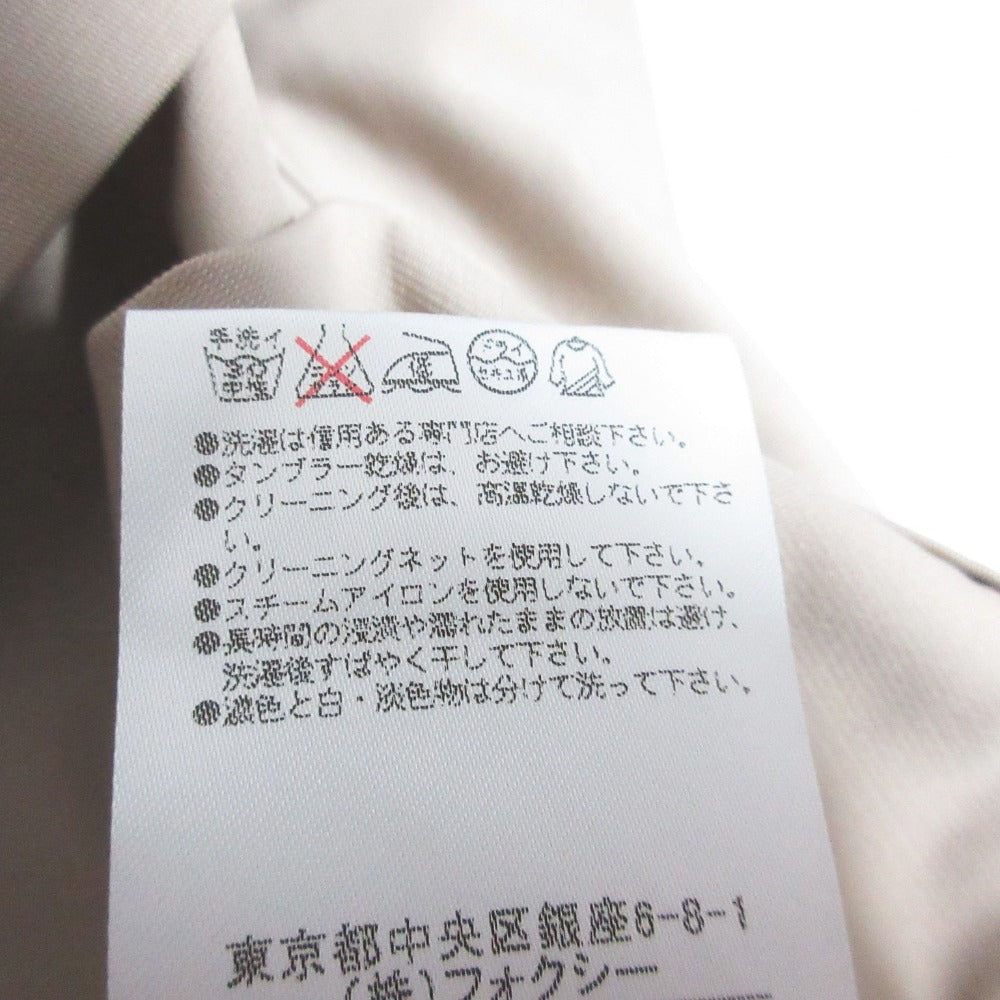 手洗イ
中性
中
ドライ
セキユ系
●洗濯は信用ある専門店へご相談下さい。
●タンブラー乾燥は、お避け下さい。
●クリーニング後は、高温乾燥しないで下さ
い。
●クリーニングネットを使用して下さい。
●スチームアイロンを使用しないで下さい。
●長時間の浸漬や濡れたままの放置は避け、
洗濯後すばやく干して下さい。
●濃色と白・淡色物は分けて洗って下さい。
東京都中央区銀座6-8-1
(株)フォクシー